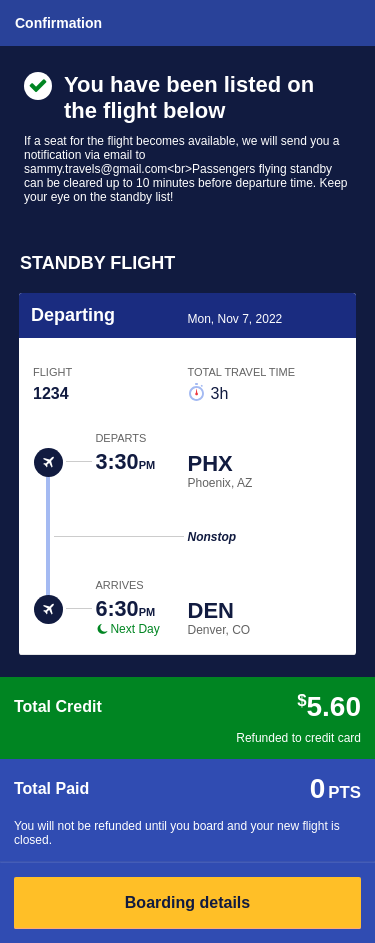 Confirmation
You have been listed on
the flight below
If a seat for the flight becomes available, we will send you a
notification via email to
sammy.travels@gmail.com<br>Passengers flying standby
can be cleared up to 10 minutes before departure time. Keep
your eye on the standby list!
STANDBY FLIGHT
Departing
Mon, Nov 7, 2022
FLIGHT
TOTAL TRAVEL TIME
1234
3h
DEPARTS
3:30PM
PHX
Phoenix, AZ
Nonstop
ARRIVES
6:30PM
DEN
Next Day
Denver, CO
Total Credit
$5.60
Refunded to credit card
Total Paid
0 PTS
You will not be refunded until you board and your new flight is
closed.
Boarding details